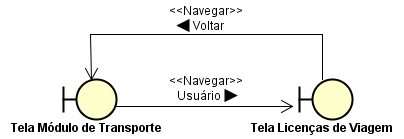 <<Navegar>>
◀ Voltar
<<Navegar>>
Usuário ▶
Tela Módulo de Transporte
Tela Licenças de Viagem